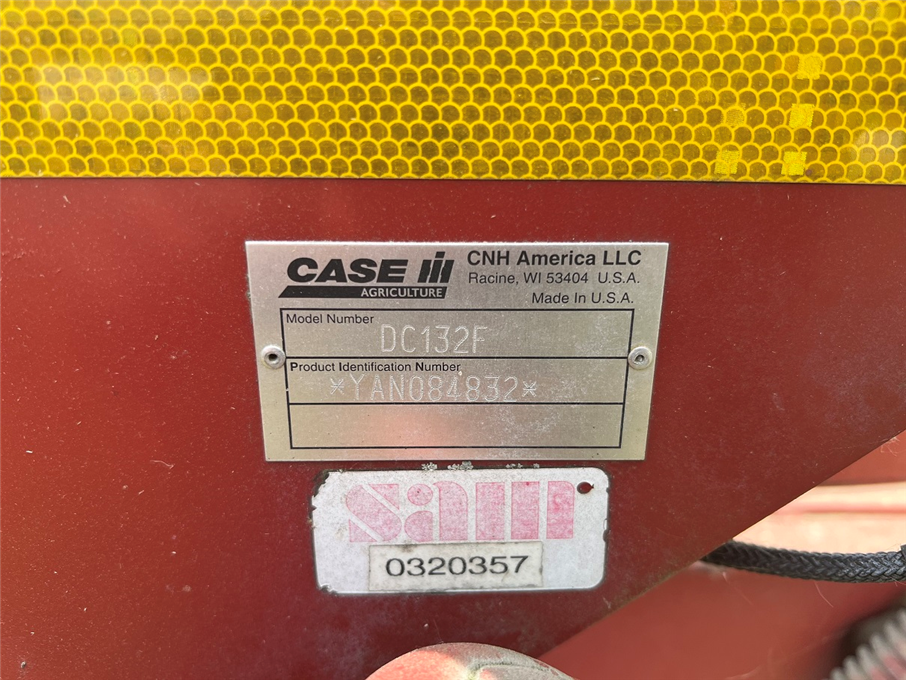 CASE IH
AGRICULTURE
CNH America LLC
Racine, WI 53404 U.S.A.
Made In U.S.A.
Model Number
DC132F
Product Identification Number
*YAN084832*
sami
0320357